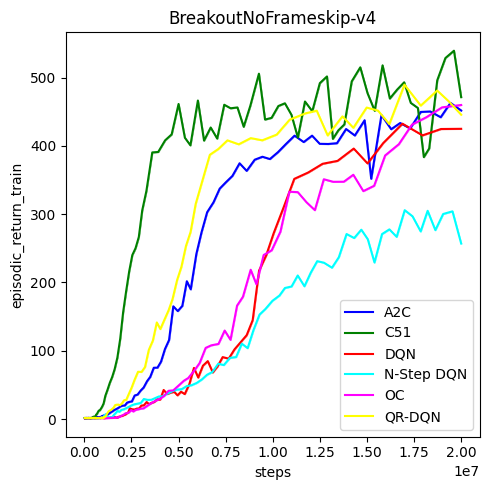 BreakoutNoFrameskip-v4
episodic_return_train
500
400
300
200
100
0
0.00
0.25
0.50
0.75
1.00
1.25
1.50
1.75
2.00
1e7
steps
A2C
C51
DQN
N-Step DQN
OC
QR-DQN